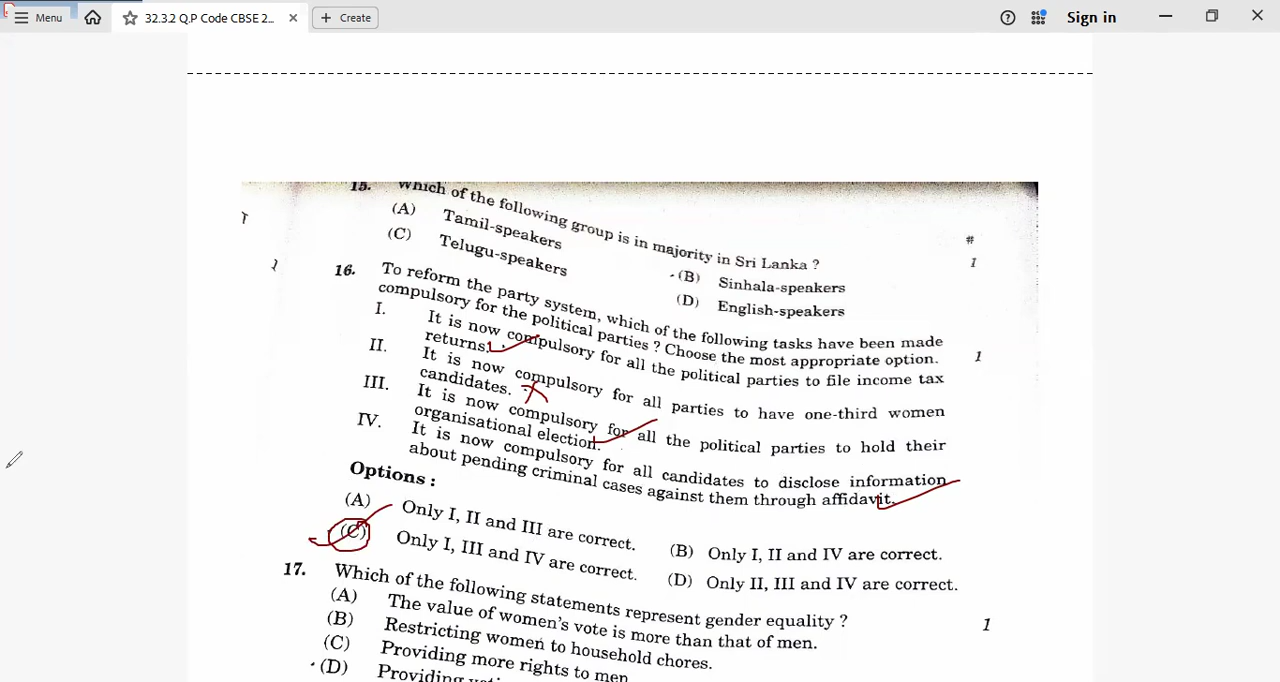 Menu
32.3.2 Q.P Code CBSE 2...
Create
Sign in
15. Which of the following group is in majority in Sri Lanka ?
#
1
(A) Tamil-speakers
(B) Sinhala-speakers
(C) Telugu-speakers
(D) English-speakers
16. To reform the party system, which of the following tasks have been made
compulsory for the political parties ? Choose the most appropriate option.
1
I. It is now compulsory for all the political parties to file income tax
returns.
II. It is now compulsory for all parties to have one-third women
candidates.
III. It is now compulsory for all the political parties to hold their
organisational election.
IV. It is now compulsory for all candidates to disclose information
about pending criminal cases against them through affidavit.
Options :
(A) Only I, II and III are correct.
(B) Only I, II and IV are correct.
(C) Only I, III and IV are correct.
(D) Only II, III and IV are correct.
17. Which of the following statements represent gender equality ?
1
(A) The value of women's vote is more than that of men.
(B) Restricting women to household chores.
(C) Providing more rights to men
(D) Providing